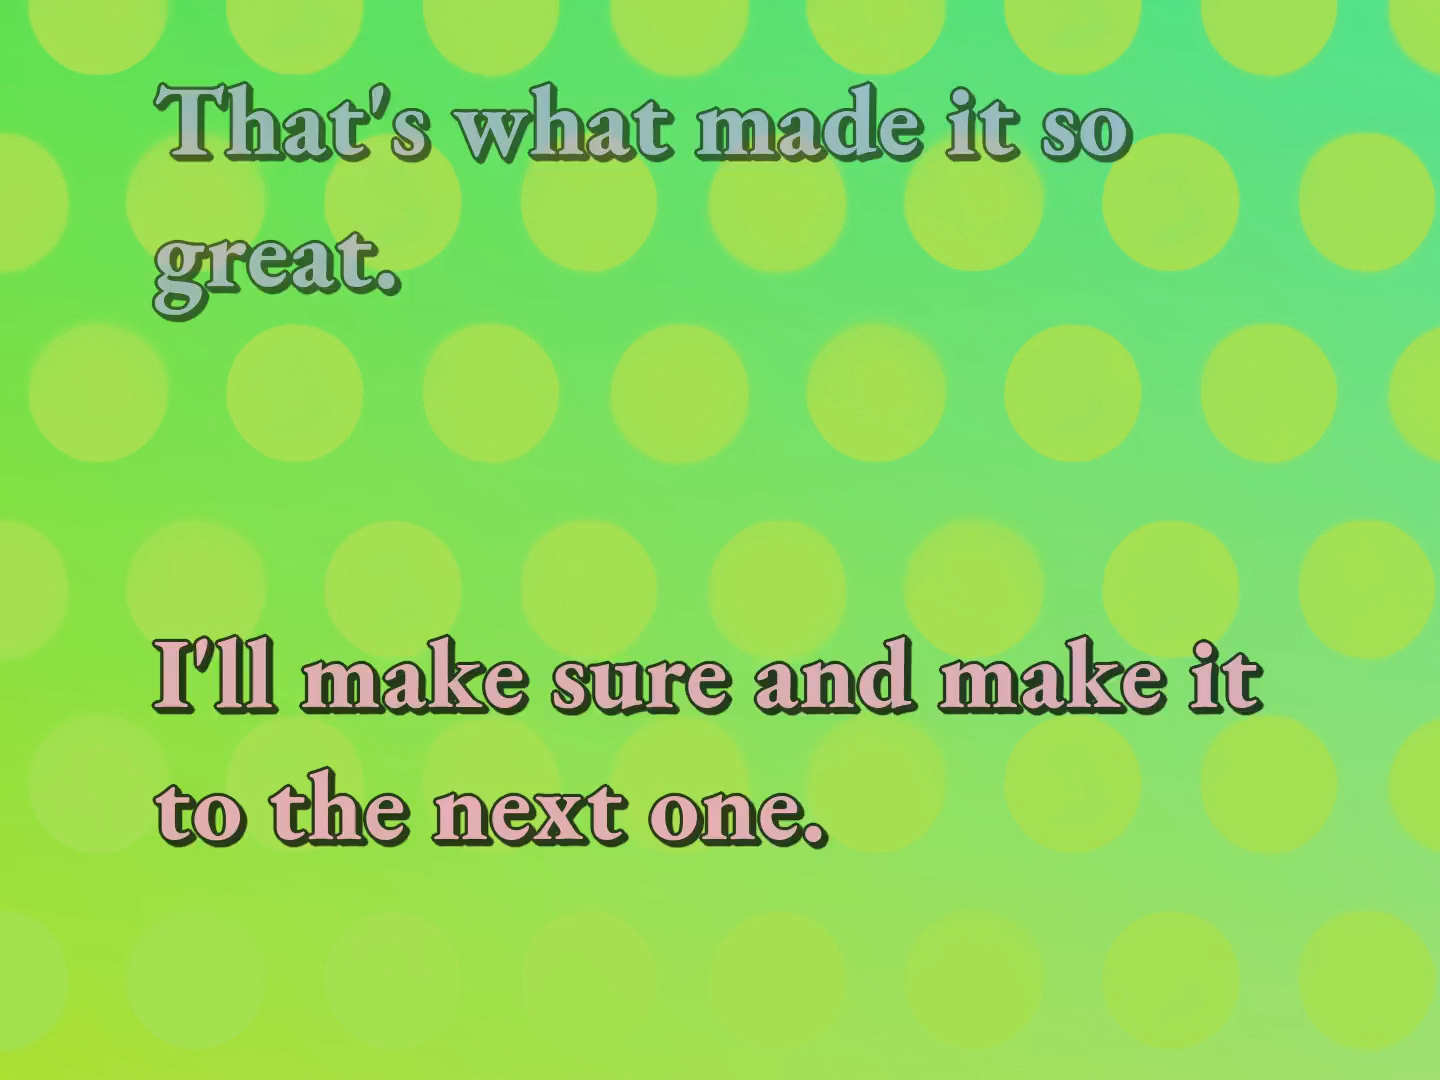 That's what made it so
great.
I'll make sure and make it
to the next one.